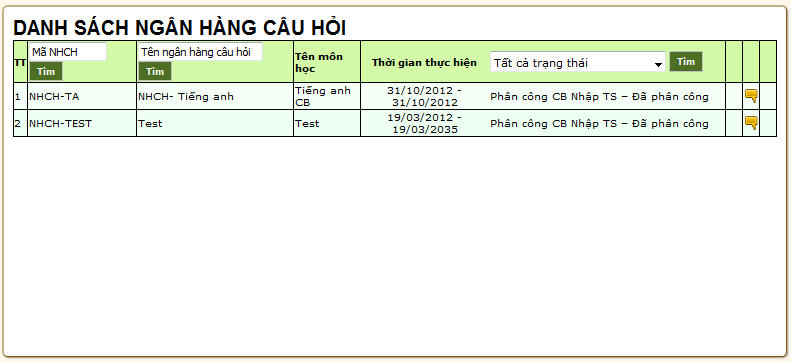 DANH SÁCH NGÂN HÀNG CÂU HỎI
TT Mã NHCH Tên ngân hàng câu hỏi Tên môn học Thời gian thực hiện Tất cả trạng thái Tìm
Tìm Tìm
1 NHCH-TA NHCH- Tiếng anh Tiếng anh CB 31/10/2012 - 31/10/2012 Phân công CB Nhập TS – Đã phân công
2 NHCH-TEST Test Test 19/03/2012 - 19/03/2035 Phân công CB Nhập TS – Đã phân công